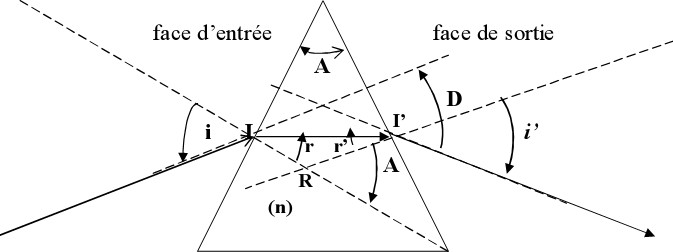 face d'entrée
face de sortie
A
D
I
I'
i
i'
r
r'
R
A
(n)